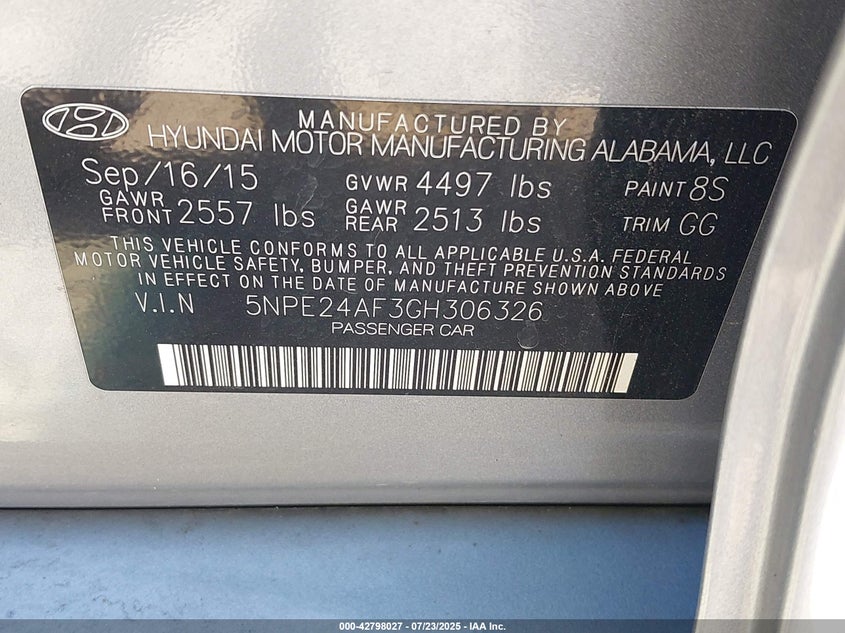 MANUFACTURED BY
HYUNDAI MOTOR MANUFACTURING ALABAMA, LLC
Sep/16/15 GVWR 4497 lbs PAINT 8S
GAWR FRONT 2557 lbs GAWR REAR 2513 lbs TRIM GG
THIS VEHICLE CONFORMS TO ALL APPLICABLE U.S.A. FEDERAL
MOTOR VEHICLE SAFETY, BUMPER, AND THEFT PREVENTION STANDARDS
IN EFFECT ON THE DATE OF MANUFACTURE SHOWN ABOVE
V.I.N 5NPE24AF3GH306326
PASSENGER CAR
000-42798027 - 07/23/2025 - IAA Inc.